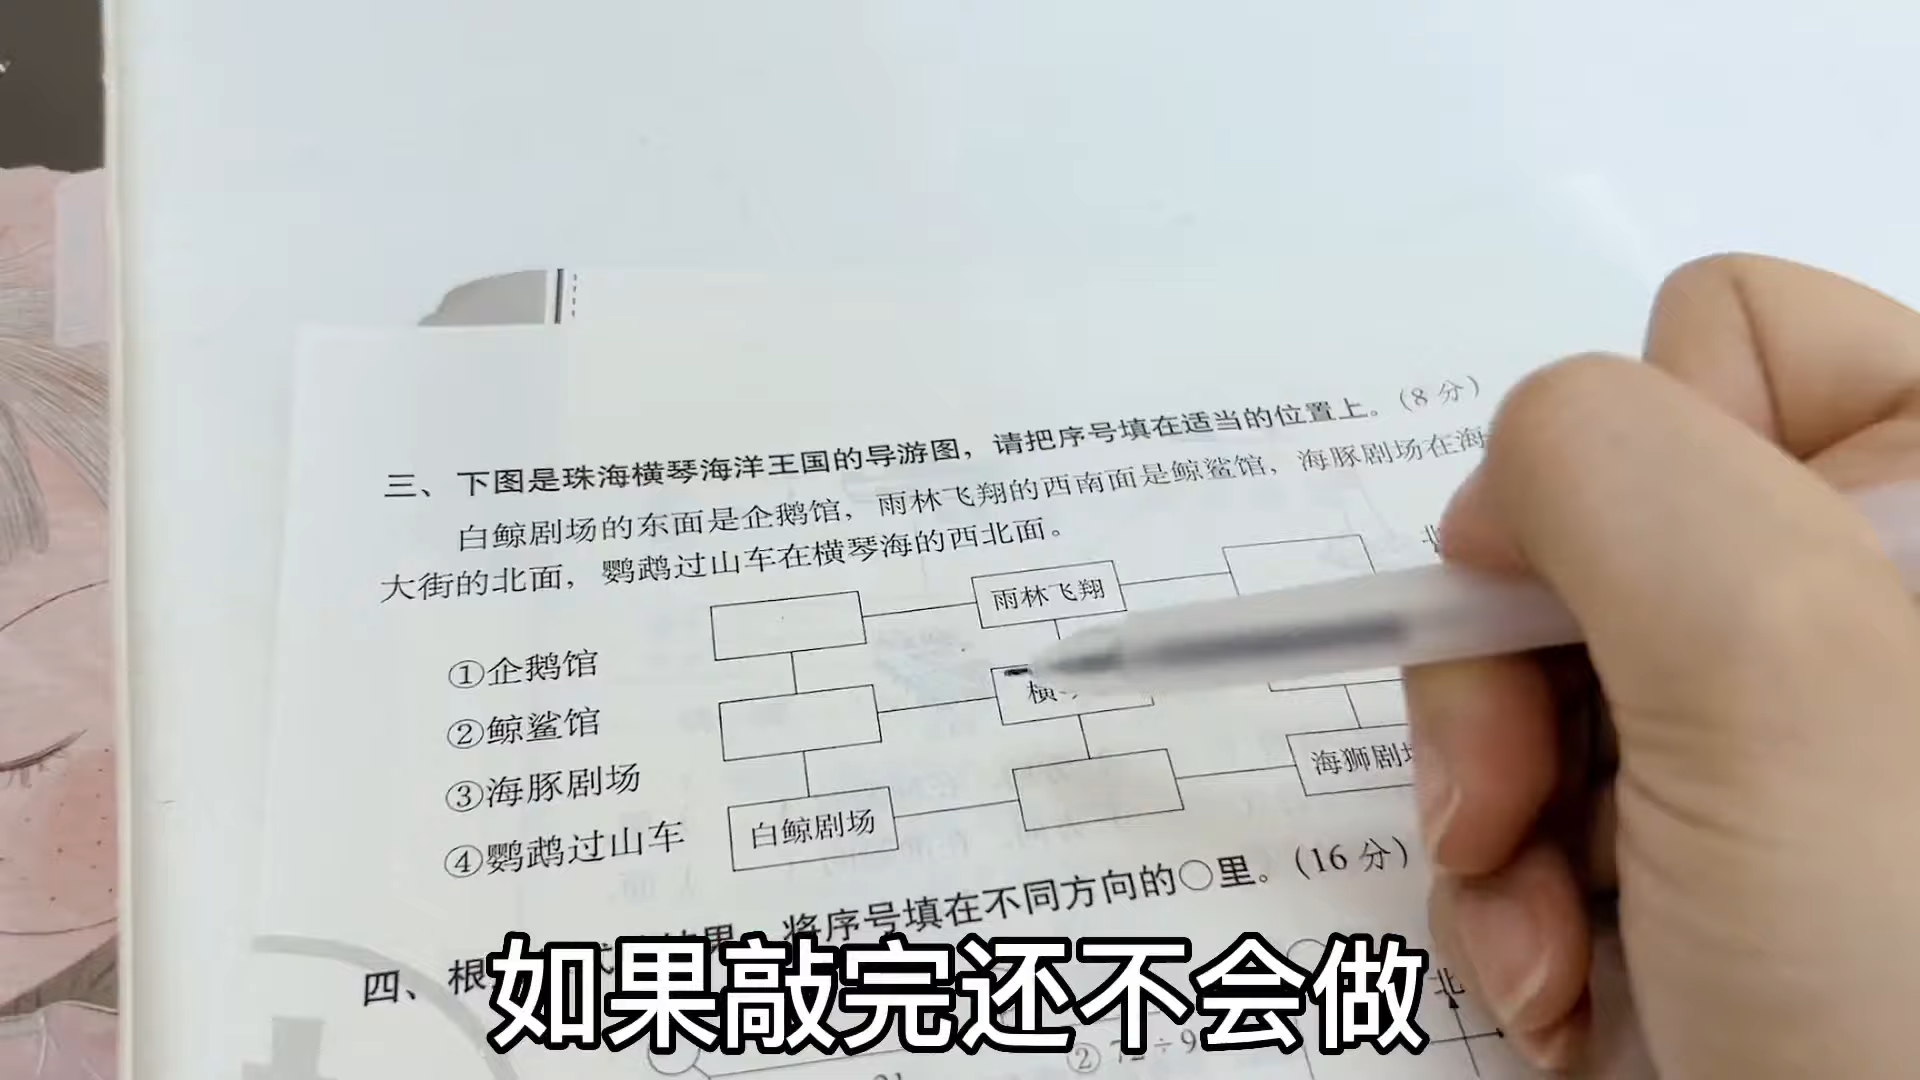 三、下图是珠海横琴海洋王国的导游图，请把序号填在适当的位置上。(8分)
白鲸剧场的东面是企鹅馆，雨林飞翔的西南面是鲸鲨馆，海豚剧场在海
大街的北面，鹦鹉过山车在横琴海的西北面。
北
雨林飞翔
①企鹅馆
横
②鲸鲨馆
海狮剧场
③海豚剧场
白鲸剧场
④鹦鹉过山车
四、根 将序号填在不同方向的○里。(16分)
北
② 72÷9
如果敲完还不会做